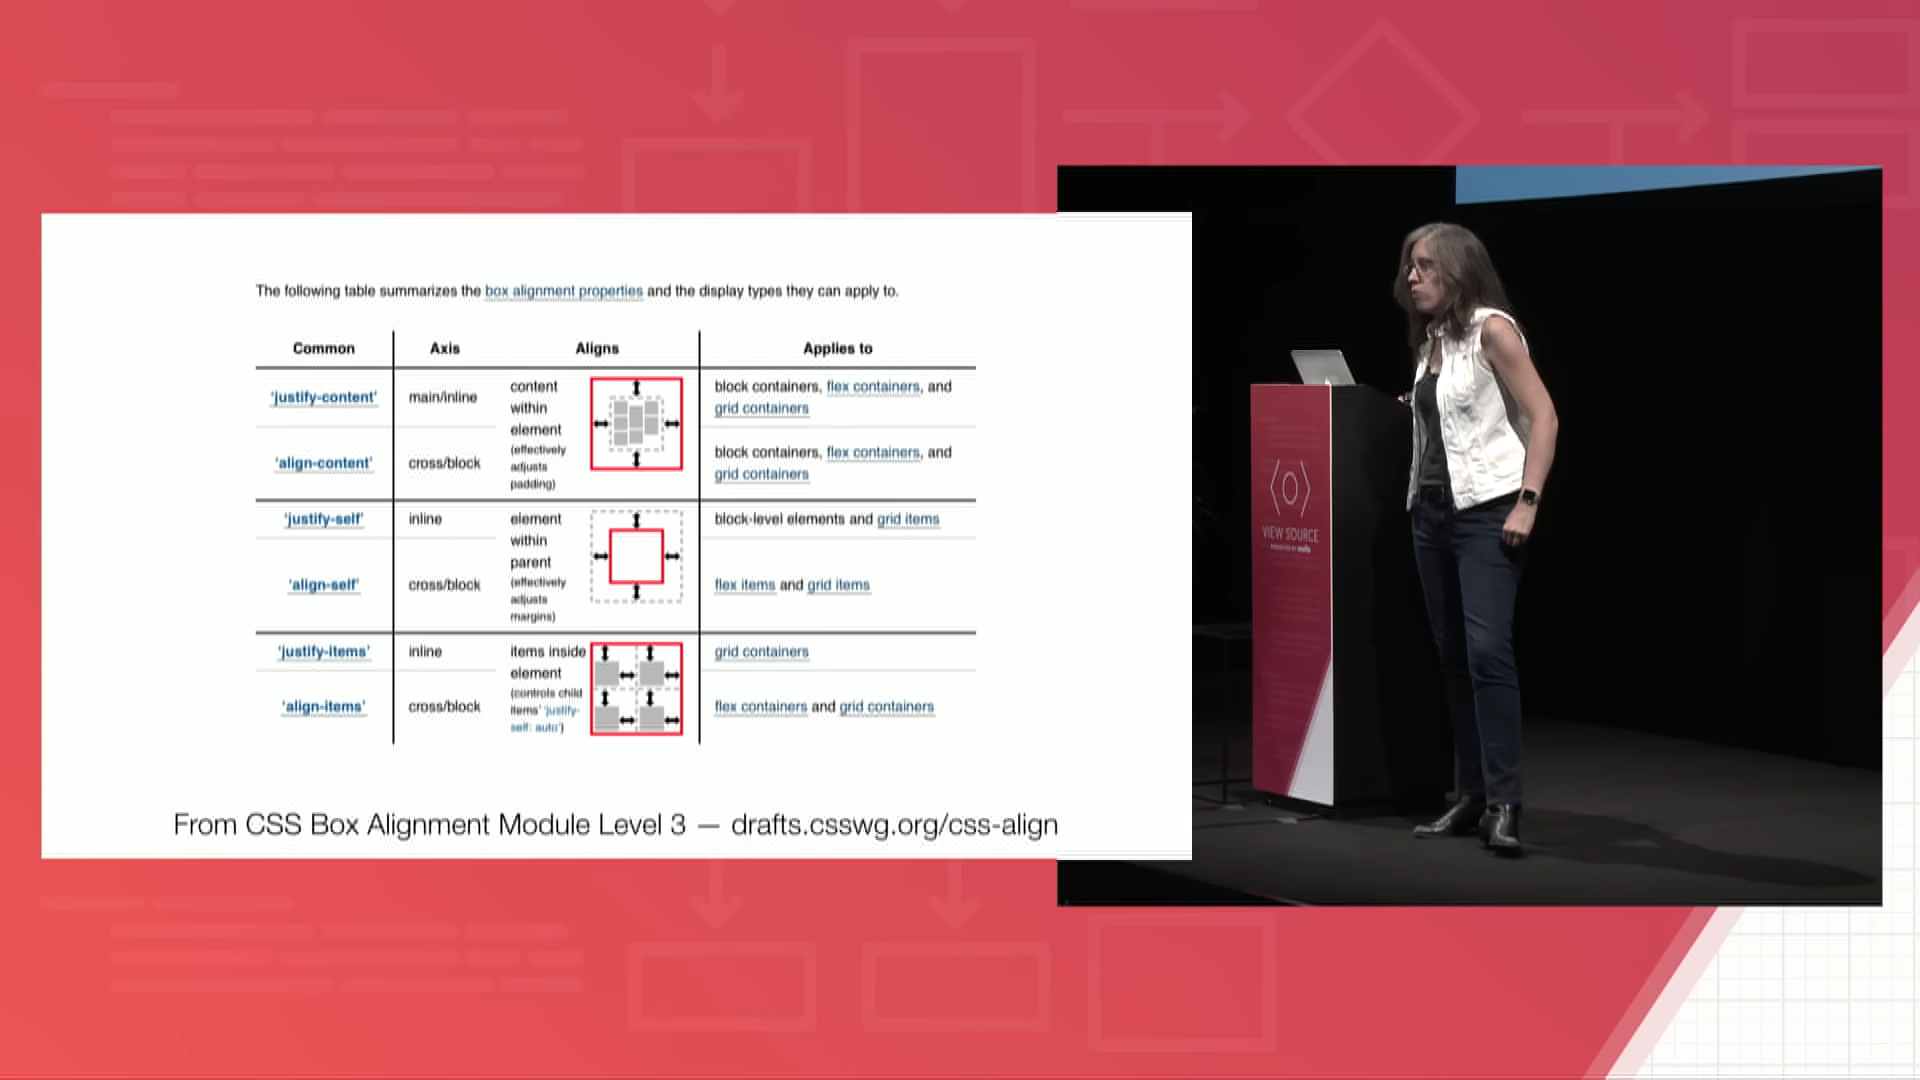 The following table summarizes the box alignment properties and the display types they can apply to.
Common Axis Aligns Applies to
'justify-content' main/inline content within element (effectively adjusts padding) block containers, flex containers, and grid containers
'align-content' cross/block block containers, flex containers, and grid containers
'justify-self' inline element within parent (effectively adjusts margins) block-level elements and grid items
'align-self' cross/block flex items and grid items
'justify-items' inline items inside element (controls child items' 'justify-self: auto') grid containers
'align-items' cross/block flex containers and grid containers
From CSS Box Alignment Module Level 3 — drafts.csswg.org/css-align
VIEW SOURCE